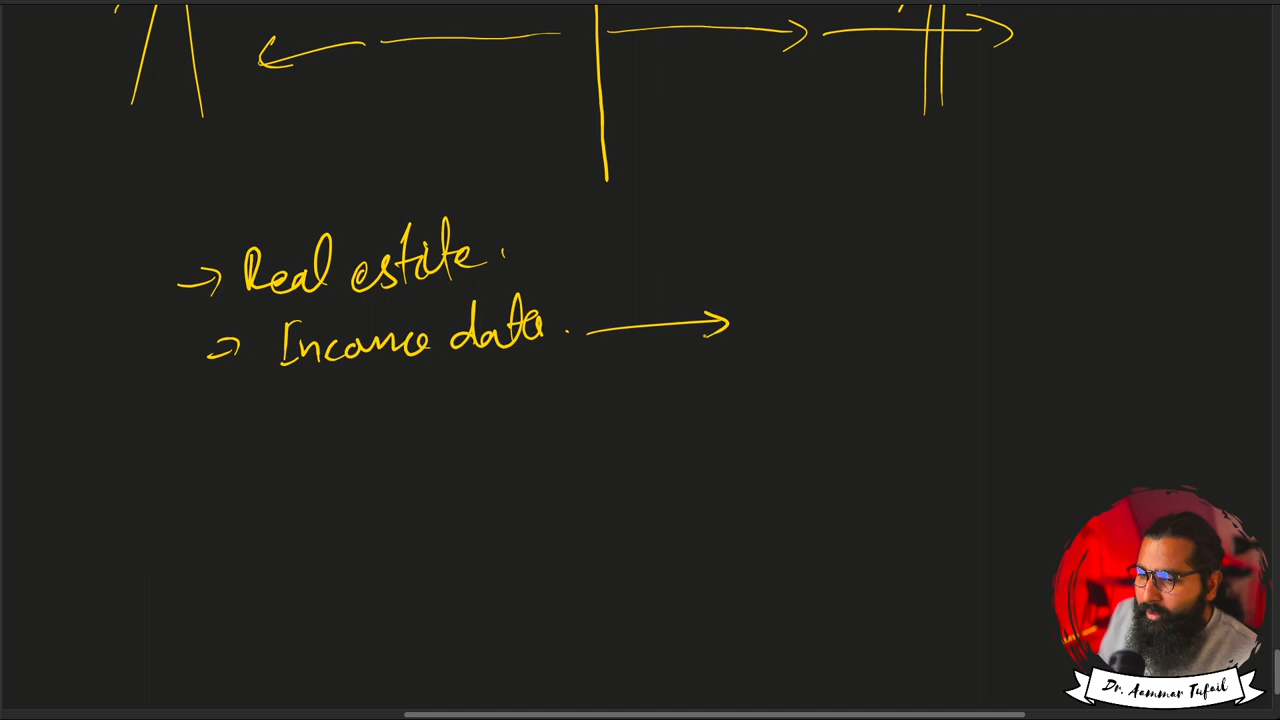 → Real estate.
→ Income data. →
Dr. Aammar Tufail